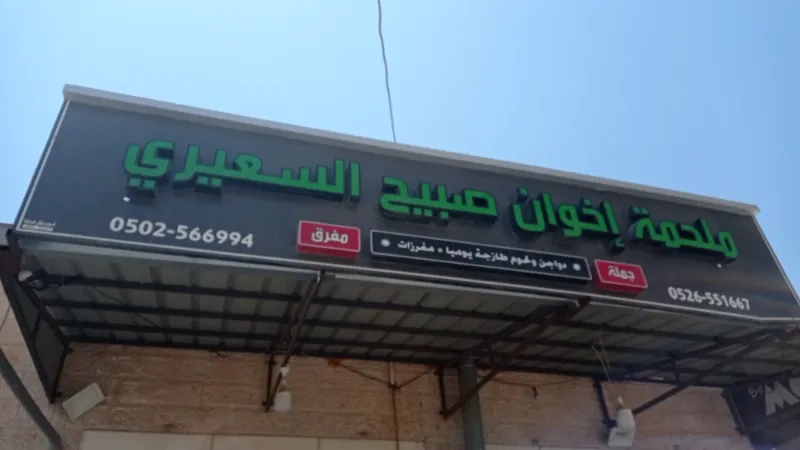 ملحمة إخوان صبيح السعيري
جملة
دواجن ولحوم طازجة يوميا • مفرزات •
مفرق
0526-551667
0502-566994